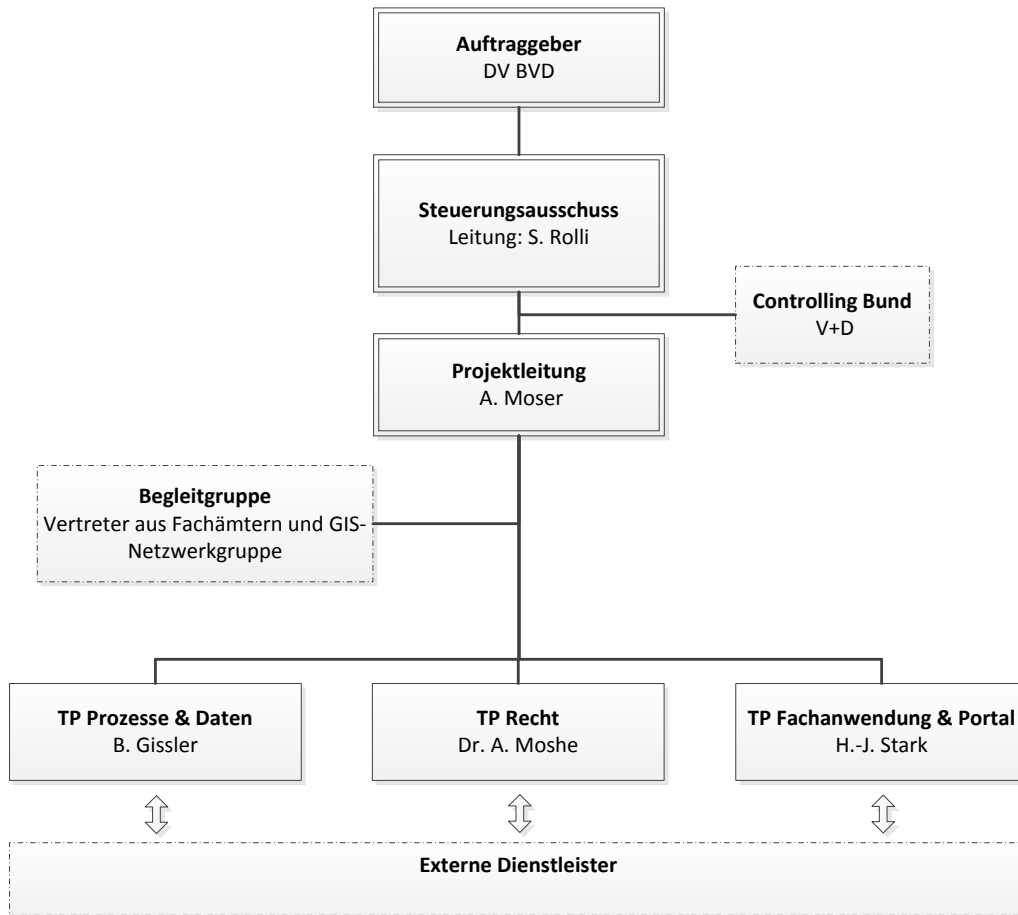 Auftraggeber
DV BVD
Steuerungsausschuss
Leitung: S. Rolli
Controlling Bund
V+D
Projektleitung
A. Moser
Begleitgruppe
Vertreter aus Fachämtern und GIS-
Netzwerkgruppe
TP Prozesse & Daten
B. Gissler
TP Recht
Dr. A. Moshe
TP Fachanwendung & Portal
H.-J. Stark
Externe Dienstleister